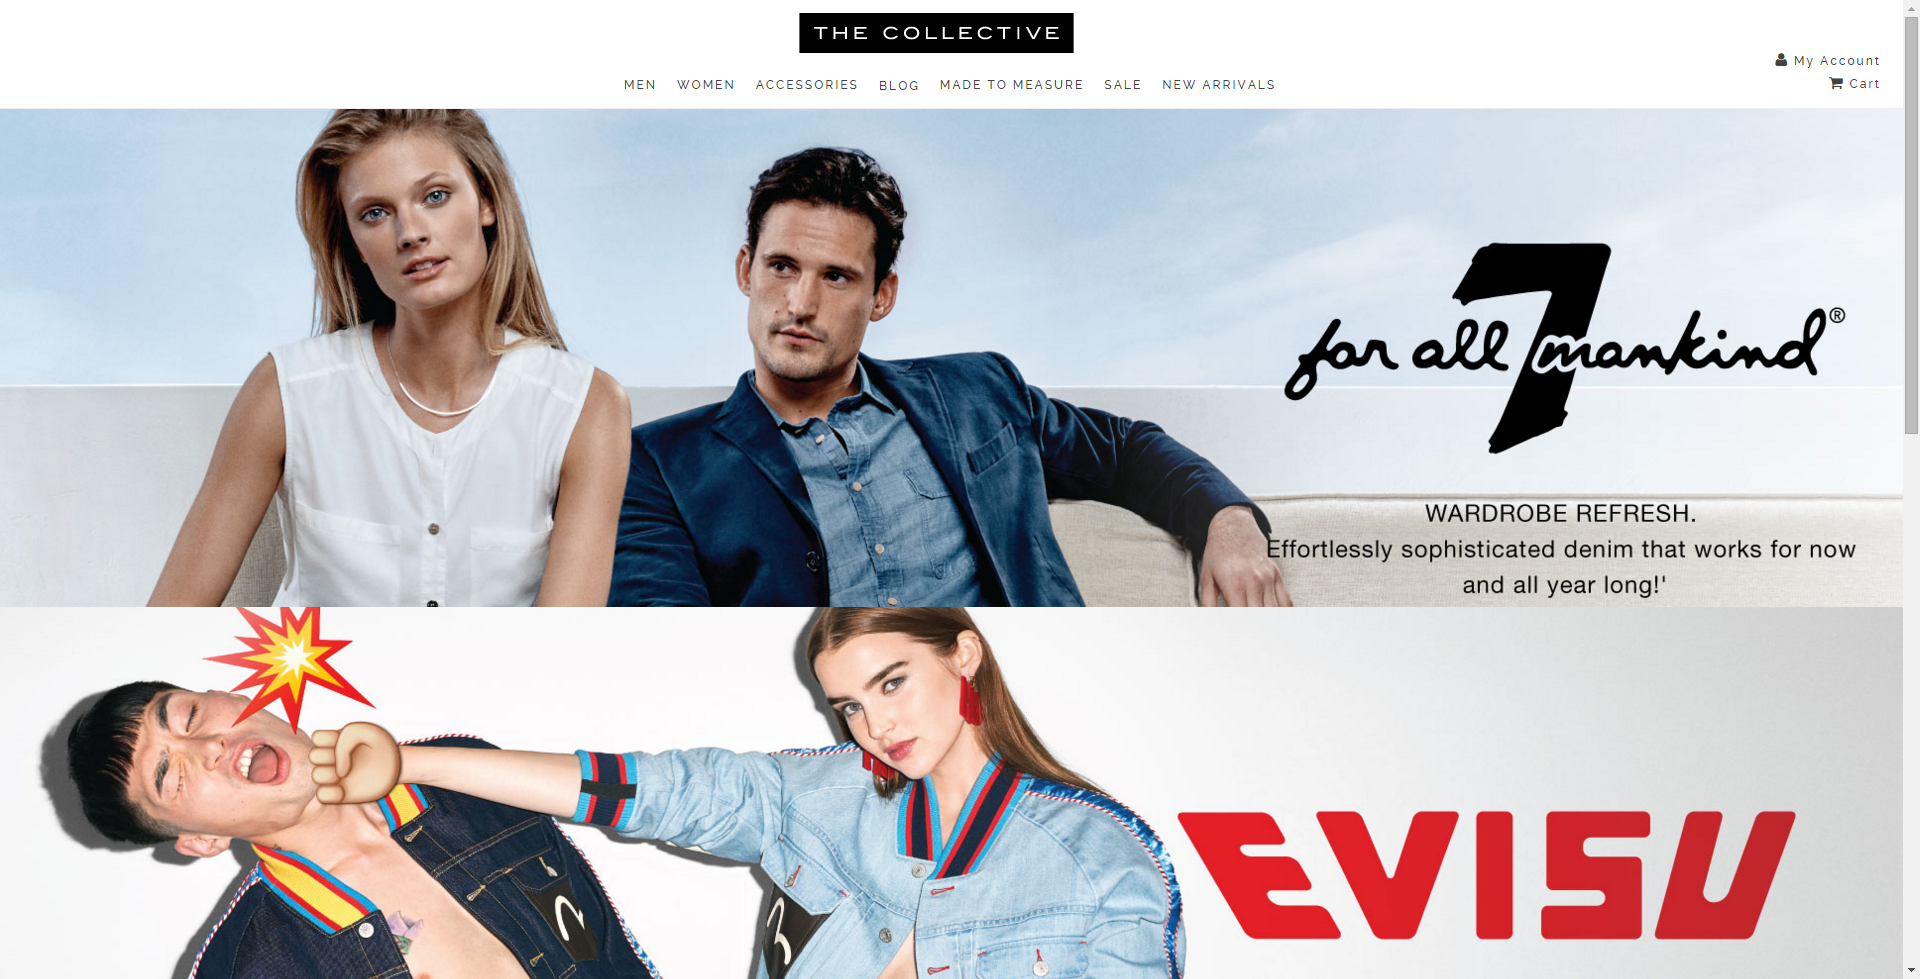 THE COLLECTIVE
My Account
Cart
MEN WOMEN ACCESSORIES BLOG MADE TO MEASURE SALE NEW ARRIVALS
7
for all mankind®
WARDROBE REFRESH.
Effortlessly sophisticated denim that works for now
and all year long!'
EVISU